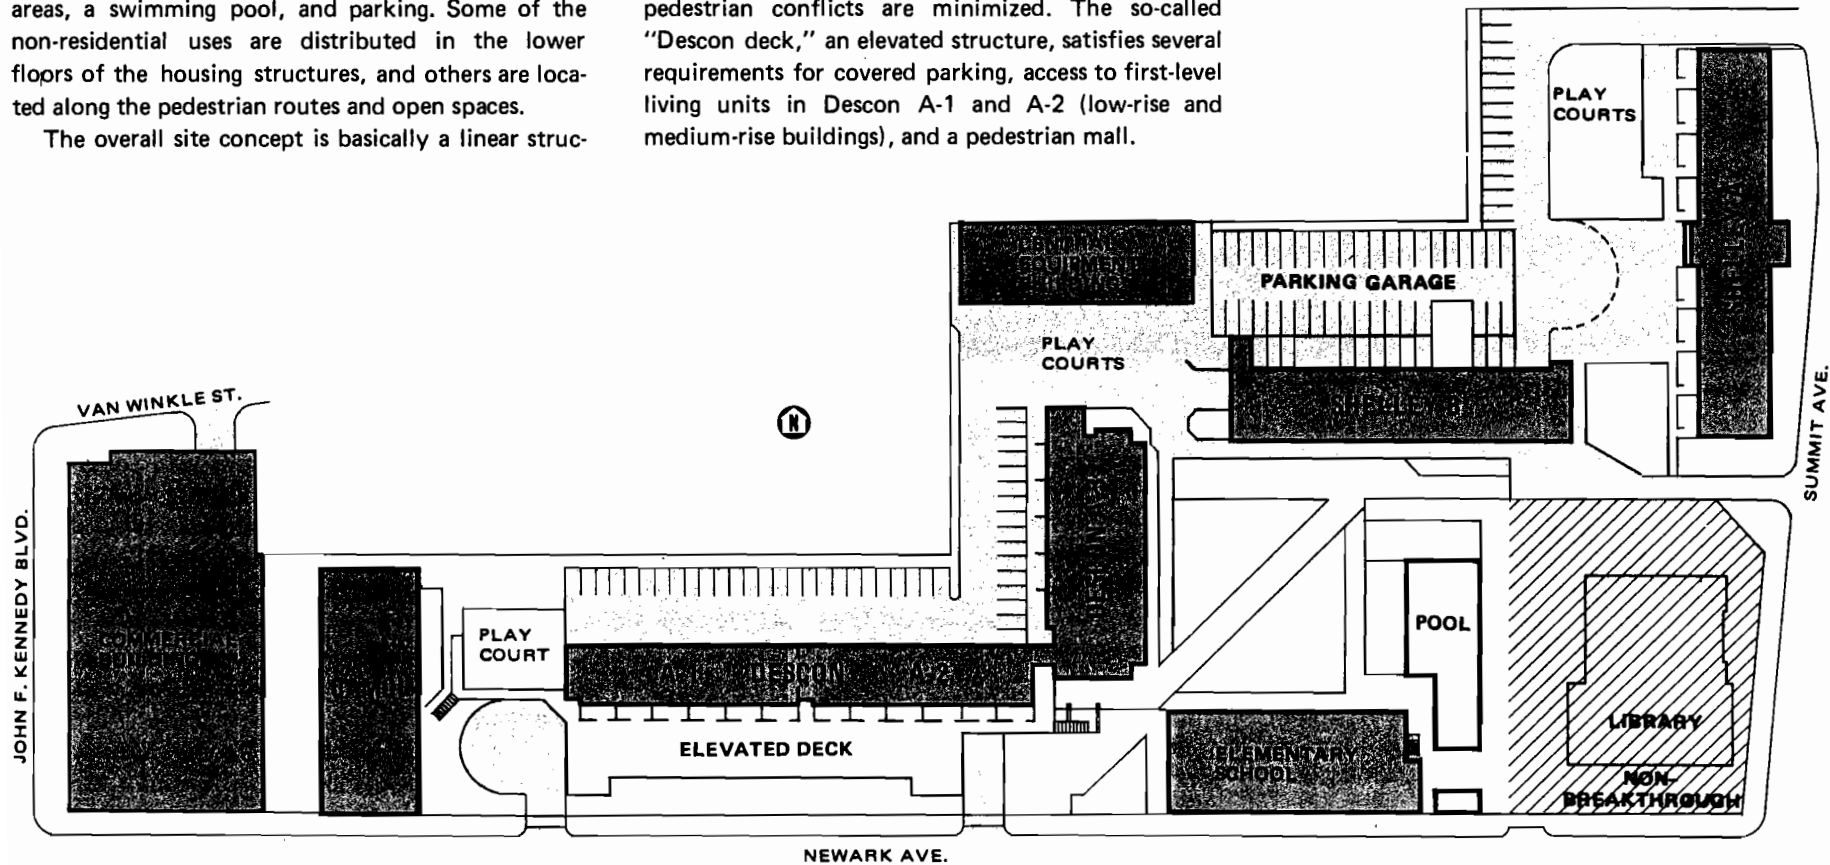 areas, a swimming pool, and parking. Some of the
non-residential uses are distributed in the lower
floors of the housing structures, and others are loca-
ted along the pedestrian routes and open spaces.
The overall site concept is basically a linear struc-
pedestrian conflicts are minimized. The so-called
“Descon deck,” an elevated structure, satisfies several
requirements for covered parking, access to first-level
living units in Descon A-1 and A-2 (low-rise and
medium-rise buildings), and a pedestrian mall.
PLAY
COURTS
EQUIPMENT
PARKING GARAGE
PLAY
COURTS
SHELLEY B
SUMMIT AVE.
VAN WINKLE ST.
N
JOHN F. KENNEDY BLVD.
COMMERCIAL
PLAY
COURT
A-1 DESCON A-2
ELEVATED DECK
POOL
ELEMENTARY
SCHOOL
LIBRARY
NON-
BREAKTHROUGH
NEWARK AVE.